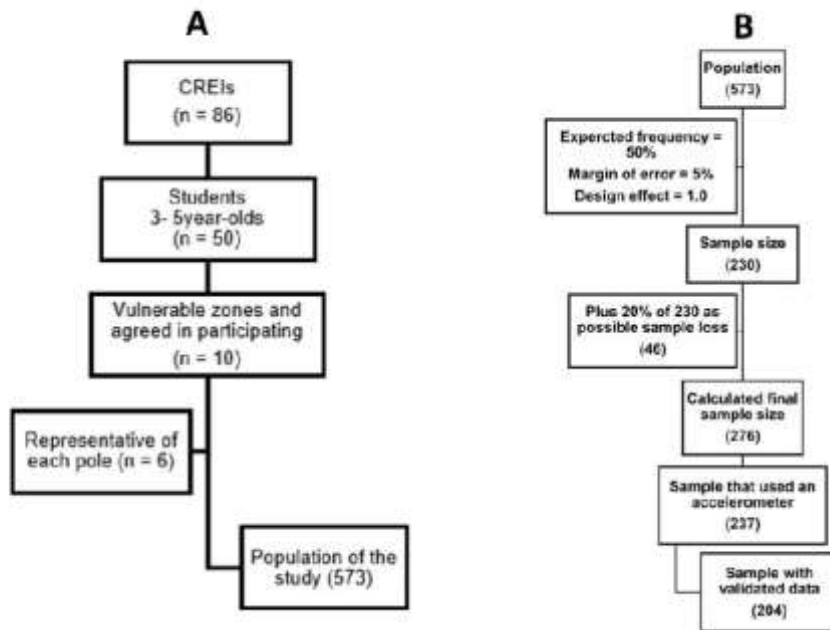 A
CREIs
(n = 86)
Students
3- 5year-olds
(n = 50)
Vulnerable zones and
agreed in participating
(n = 10)
Representative of
each pole (n = 6)
Population of the
study (573)
B
Population
(573)
Expercted frequency =
50%
Margin of error = 5%
Design effect = 1.0
Sample size
(230)
Plus 20% of 230 as
possible sample loss
(46)
Calculated final
sample size
(276)
Sample that used an
accelerometer
(237)
Sample with
validated data
(204)